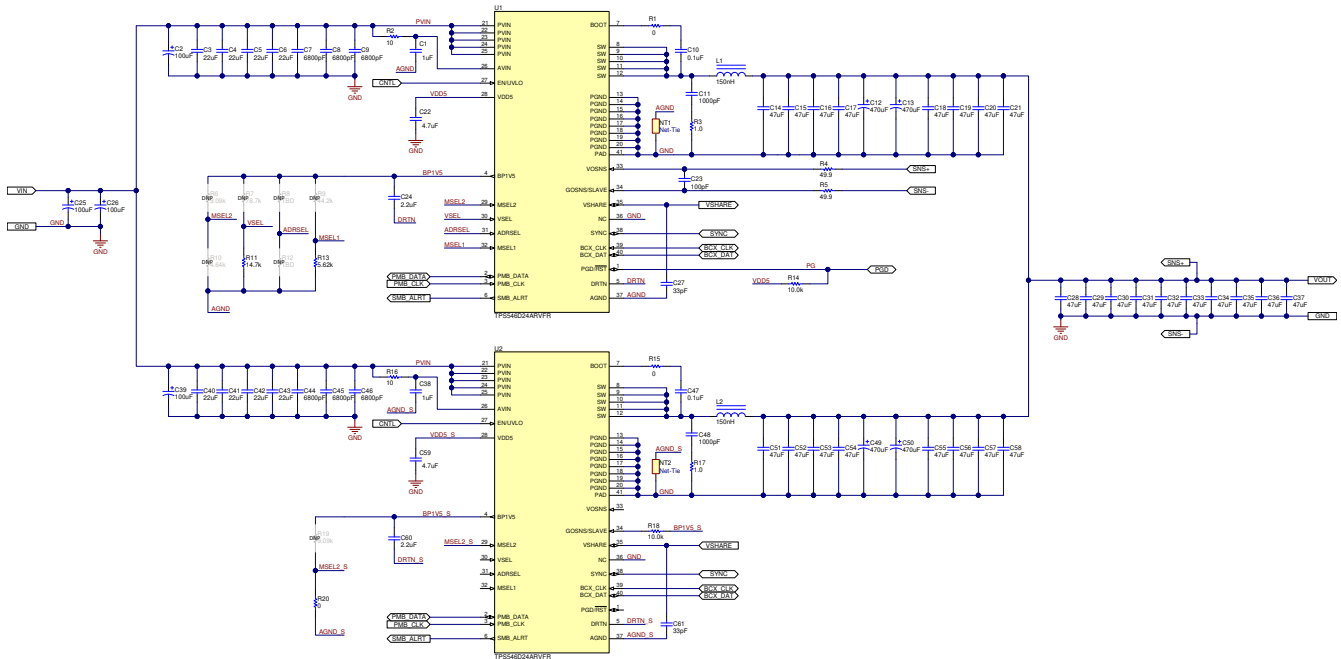 U1
PVIN
21 PVIN
22 PVIN
23 PVIN
24 PVIN
25 PVIN
26 AVIN
27 EN/UVLO
28 VDD5
4 BP1V5
29 MSEL2
30 VSEL
31 ADRSEL
32 MSEL1
2 PMB_DATA
3 PMB_CLK
6 SMB_ALRT
BOOT 7
SW 8
SW 9
SW 10
SW 11
SW 12
PGND 13
PGND 14
PGND 15
PGND 16
PGND 17
PGND 18
PGND 19
PGND 20
PAD 41
VOSNS 33
GOSNS/SLAVE 34
VSHARE 35
NC 36
SYNC 38
BCX_CLK 39
BCX_DAT 40
PGD/RST 1
DRTN 5
AGND 37
TPS546D24ARVFR
C2 100uF
C3 22uF
C4 22uF
C5 22uF
C6 22uF
C7 6800pF
C8 6800pF
C9 6800pF
GND
R2 10
C1 1uF
AGND
CNTL
VDD5
C22 4.7uF
GND
R1 0
C10 0.1uF
L1 150nH
C11 1000pF
R3 1.0
AGND
NT1 Net-Tie
GND
C14 47uF
C15 47uF
C16 47uF
C17 47uF
C12 470uF
C13 470uF
C18 47uF
C19 47uF
C20 47uF
C21 47uF
R4 49.9 SNS+
C23 100pF
R5 49.9 SNS-
VSHARE
GND
SYNC
BCX_CLK
BCX_DAT
PG
PGD
DRTN
AGND
C27 33pF
VDD5
R14 10.0k
VIN
GND
C25 100uF
C26 100uF
GND
GND
BP1V5
DNP
DNP
DNP
DNP
MSEL2
VSEL
ADRSEL
MSEL1
DNP
R11 14.7k
DNP
R13 5.62k
AGND
C24 2.2uF
DRTN
MSEL2
VSEL
ADRSEL
MSEL1
PMB_DATA
PMB_CLK
SMB_ALRT
SNS+
VOUT
C28 47uF
C29 47uF
C30 47uF
C31 47uF
C32 47uF
C33 47uF
C34 47uF
C35 47uF
C36 47uF
C37 47uF
GND
GND
SNS-
U2
PVIN
21 PVIN
22 PVIN
23 PVIN
24 PVIN
25 PVIN
26 AVIN
27 EN/UVLO
28 VDD5
4 BP1V5
29 MSEL2
30 VSEL
31 ADRSEL
32 MSEL1
2 PMB_DATA
3 PMB_CLK
6 SMB_ALRT
BOOT 7
SW 8
SW 9
SW 10
SW 11
SW 12
PGND 13
PGND 14
PGND 15
PGND 16
PGND 17
PGND 18
PGND 19
PGND 20
PAD 41
VOSNS 33
GOSNS/SLAVE 34
VSHARE 35
NC 36
SYNC 38
BCX_CLK 39
BCX_DAT 40
PGD/RST 1
DRTN 5
AGND 37
TPS546D24ARVFR
C39 100uF
C40 22uF
C41 22uF
C42 22uF
C43 22uF
C44 6800pF
C45 6800pF
C46 6800pF
GND
R16 10
C38 1uF
AGND_S
CNTL
VDD5_S
C59 4.7uF
GND
R15 0
C47 0.1uF
L2 150nH
C48 1000pF
R17 1.0
AGND_S
NT2 Net-Tie
GND
C51 47uF
C52 47uF
C53 47uF
C54 47uF
C49 470uF
C50 470uF
C55 47uF
C56 47uF
C57 47uF
C58 47uF
R18 10.0k BP1V5_S
VSHARE
GND
SYNC
BCX_CLK
BCX_DAT
DRTN_S
AGND_S
C61 33pF
BP1V5_S
DNP
MSEL2_S
R20 0
AGND_S
C60 2.2uF
DRTN_S
MSEL2_S
PMB_DATA
PMB_CLK
SMB_ALRT